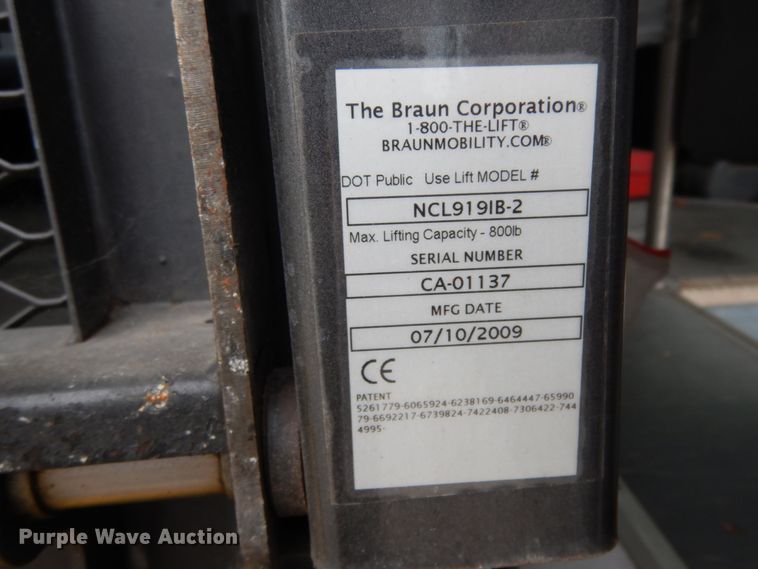 The Braun Corporation®
1-800-THE-LIFT®
BRAUNMOBILITY.COM®
DOT Public Use Lift MODEL #
NCL919IB-2
Max. Lifting Capacity - 800lb
SERIAL NUMBER
CA-01137
MFG DATE
07/10/2009
CE
PATENT
5261779-6065924-6238169-6464447-65990
79-6692217-6739824-7422408-7306422-744
4995-
Purple Wave Auction